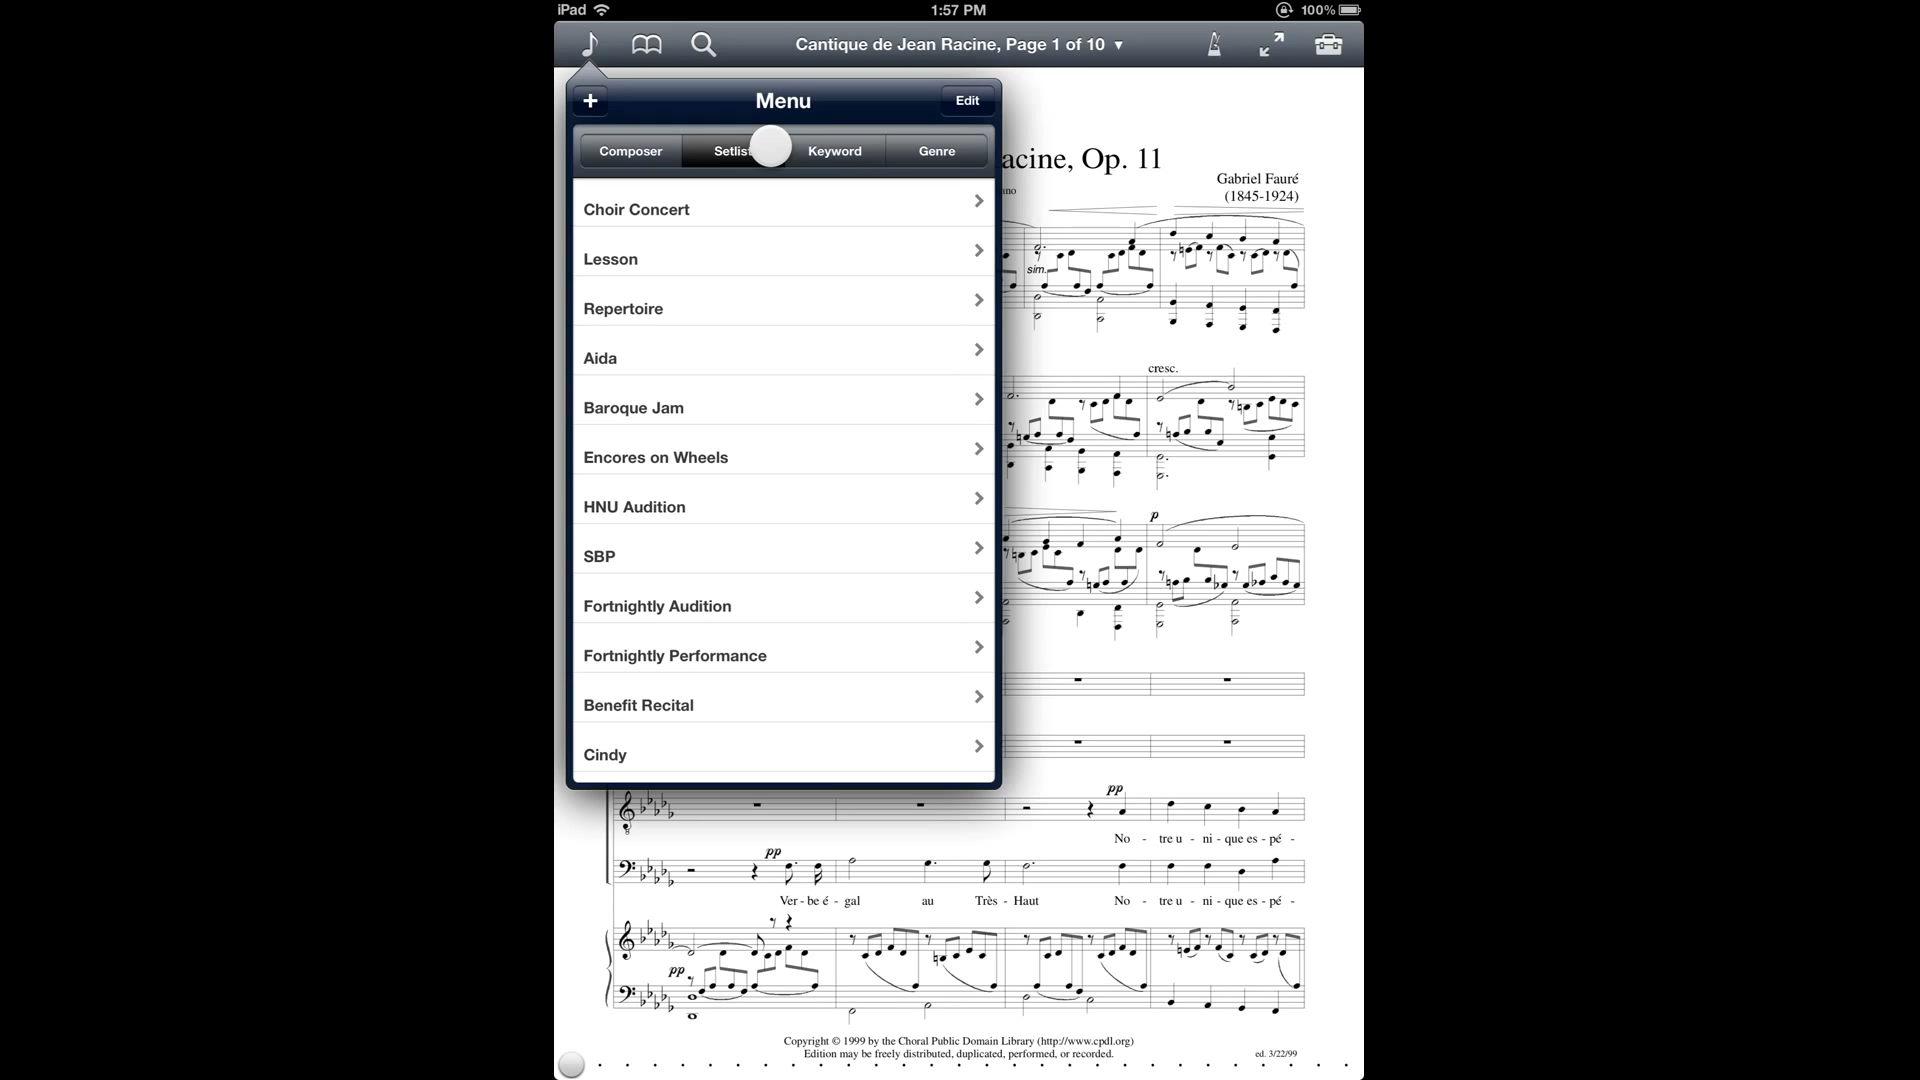 iPad 1:57 PM 100%
Cantique de Jean Racine, Page 1 of 10 ▼
+ Menu Edit
Composer Setlist Keyword Genre
acine, Op. 11
Gabriel Fauré
(1845-1924)
sim.
Choir Concert
Lesson
Repertoire
Aida
Baroque Jam
Encores on Wheels
HNU Audition
SBP
Fortnightly Audition
Fortnightly Performance
Benefit Recital
Cindy
cresc.
p
pp
No - tre u - ni - que es - pé -
pp
Ver - be é - gal au Très - Haut No - tre u - ni - que es - pé -
pp
Copyright © 1999 by the Choral Public Domain Library (http://www.cpdl.org)
Edition may be freely distributed, duplicated, performed, or recorded.
ed. 3/22/99